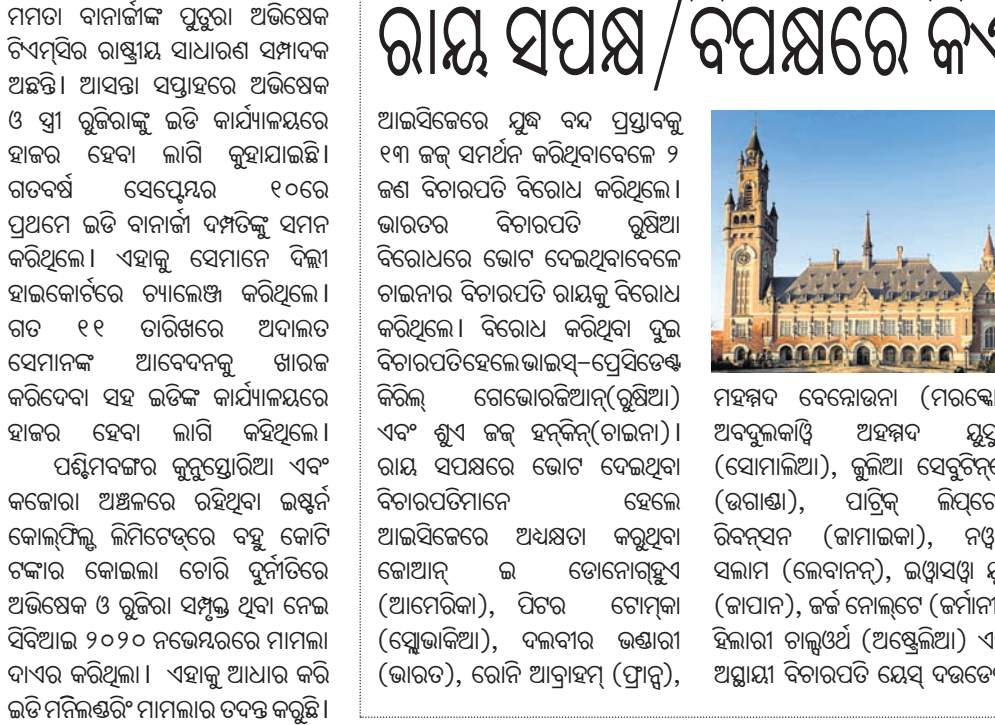 ମମତା ବାନାର୍ଜୀଙ୍କ ପୁତୁରା ଅଭିଷେକ
ଟିଏମ୍‌ସିର ରାଷ୍ଟ୍ରୀୟ ସାଧାରଣ ସମ୍ପାଦକ
ଅଛନ୍ତି। ଆସନ୍ତା ସପ୍ତାହରେ ଅଭିଷେକ
ଓ ସ୍ତ୍ରୀ ରୁଜିରାଙ୍କୁ ଇଡି କାର୍ଯ୍ୟାଳୟରେ
ହାଜର ହେବା ଲାଗି କୁହାଯାଇଛି।
ଗତବର୍ଷ ସେପ୍ଟେମ୍ବର ୧୦ରେ
ପ୍ରଥମେ ଇଡି ବାନାର୍ଜୀ ଦମ୍ପତିଙ୍କୁ ସମନ
କରିଥିଲେ। ଏହାକୁ ସେମାନେ ଦିଲ୍ଲୀ
ହାଇକୋର୍ଟରେ ଚ୍ୟାଲେଞ୍ଜ କରିଥିଲେ।
ଗତ ୧୧ ତାରିଖରେ ଅଦାଲତ
ସେମାନଙ୍କ ଆବେଦନକୁ ଖାରଜ
କରିଦେବା ସହ ଇଡିଙ୍କ କାର୍ଯ୍ୟାଳୟରେ
ହାଜର ହେବା ଲାଗି କହିଥିଲେ।
ପଶ୍ଚିମବଙ୍ଗର କୁନୁସ୍ତୋରିଆ ଏବଂ
କଜୋରା ଅଞ୍ଚଳରେ ରହିଥିବା ଇଷ୍ଟର୍ନ
କୋଲ୍‌ଫିଲ୍ଡ ଲିମିଟେଡ୍‌ରେ ବହୁ କୋଟି
ଟଙ୍କାର କୋଇଲା ଚୋରି ଦୁର୍ନୀତିରେ
ଅଭିଷେକ ଓ ରୁଜିରା ସମ୍ପୃକ୍ତ ଥିବା ନେଇ
ସିବିଆଇ ୨୦୨୦ ନଭେମ୍ବରରେ ମାମଲା
ଦାଏର କରିଥିଲା। ଏହାକୁ ଆଧାର କରି
ଇଡି ମନିଲଣ୍ଡରିଂ ମାମଲାର ତଦନ୍ତ କରୁଛି।
ରାୟ ସପକ୍ଷ/ବିପକ୍ଷରେ
ଆଇସିଜେରେ ଯୁଦ୍ଧ ବନ୍ଦ ପ୍ରସ୍ତାବକୁ
୧୩ ଜଜ୍ ସମର୍ଥନ କରିଥିବାବେଳେ ୨
ଜଣ ବିଚାରପତି ବିରୋଧ କରିଥିଲେ।
ଭାରତର ବିଚାରପତି ରୁଷିଆ
ବିରୋଧରେ ଭୋଟ ଦେଇଥିବାବେଳେ
ଚାଇନାର ବିଚାରପତି ରାୟକୁ ବିରୋଧ
କରିଥିଲେ। ବିରୋଧ କରିଥିବା ଦୁଇ
ବିଚାରପତିହେଲେଭାଇସ୍-ପ୍ରେସିଡେଣ୍ଟ
କିରିଲ୍ ଗେଭୋରଜିଆନ୍(ରୁଷିଆ)
ଏବଂ ଶୁଏ ଜଜ୍ ହନ୍‌କିନ୍(ଚାଇନା)।
ରାୟ ସପକ୍ଷରେ ଭୋଟ ଦେଇଥିବା
ବିଚାରପତିମାନେ ହେଲେ
ଆଇସିଜେରେ ଅଧ୍ୟକ୍ଷତା କରୁଥିବା
ଜୋଆନ୍ ଇ ଡୋନୋଗ୍‌ହୁଏ
(ଆମେରିକା), ପିଟର ଟୋମ୍‌କା
(ସ୍ଲୋଭାକିଆ), ଦଲବୀର ଭଣ୍ଡାରୀ
(ଭାରତ), ରୋନି ଆବ୍ରାହମ୍ (ଫ୍ରାନ୍ସ),
ମହମ୍ମଦ ବେନ୍ନୋଉନା
ଅବଦୁଲକାୱି ଅହମ୍ମଦ
(ସୋମାଲିଆ), ଜୁଲିଆ
(ଉଗାଣ୍ଡା), ପାଟ୍ରିକ୍
ରିବନ୍‌ସନ (ଜାମାଇକା),
ସଲାମ (ଲେବାନନ୍), ଇୱାସୱା
(ଜାପାନ), ଜର୍ଜ ନୋଲ୍‌ଟେ
ହିଲାରୀ ଚାଲ୍ସଓର୍ଥ (ଅଷ୍ଟ୍ରେଲିଆ)
ଅସ୍ଥାୟୀ ବିଚାରପତି ୟେସ୍